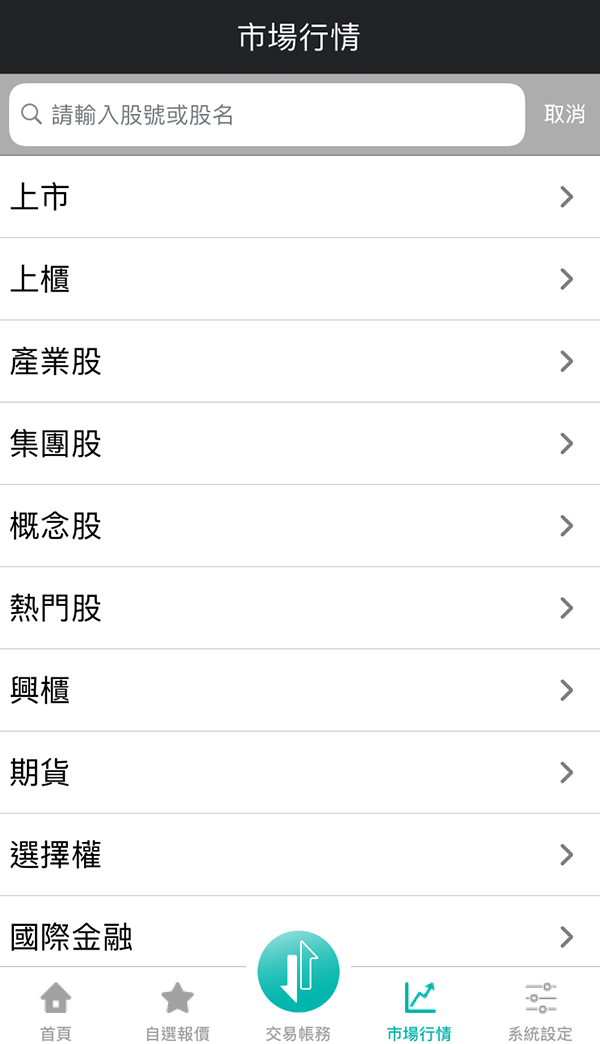 市場行情
請輸入股號或股名
取消
上市
上櫃
產業股
集團股
概念股
熱門股
興櫃
期貨
選擇權
國際金融
首頁
自選報價
交易帳務
市場行情
系統設定